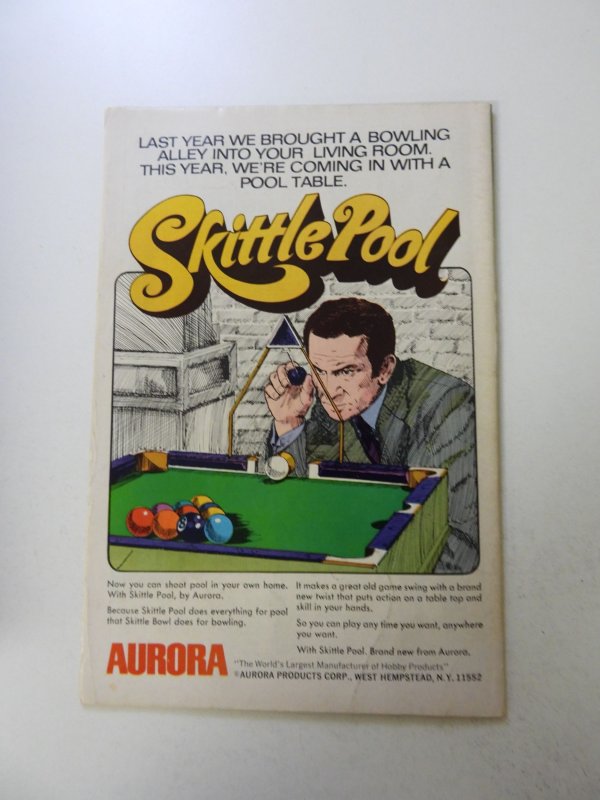 LAST YEAR WE BROUGHT A BOWLING
ALLEY INTO YOUR LIVING ROOM.
THIS YEAR, WE'RE COMING IN WITH A
POOL TABLE.
Skittle Pool
Now you can shoot pool in your own home.
With Skittle Pool, by Aurora.
Because Skittle Pool does everything for pool
that Skittle Bowl does for bowling.
It makes a great old game swing with a brand
new twist that puts action on a table top and
skill in your hands.
So you can play any time you want, anywhere
you want.
With Skittle Pool. Brand new from Aurora.
AURORA
"The World's Largest Manufacturer of Hobby Products"
©AURORA PRODUCTS CORP., WEST HEMPSTEAD, N.Y. 11552